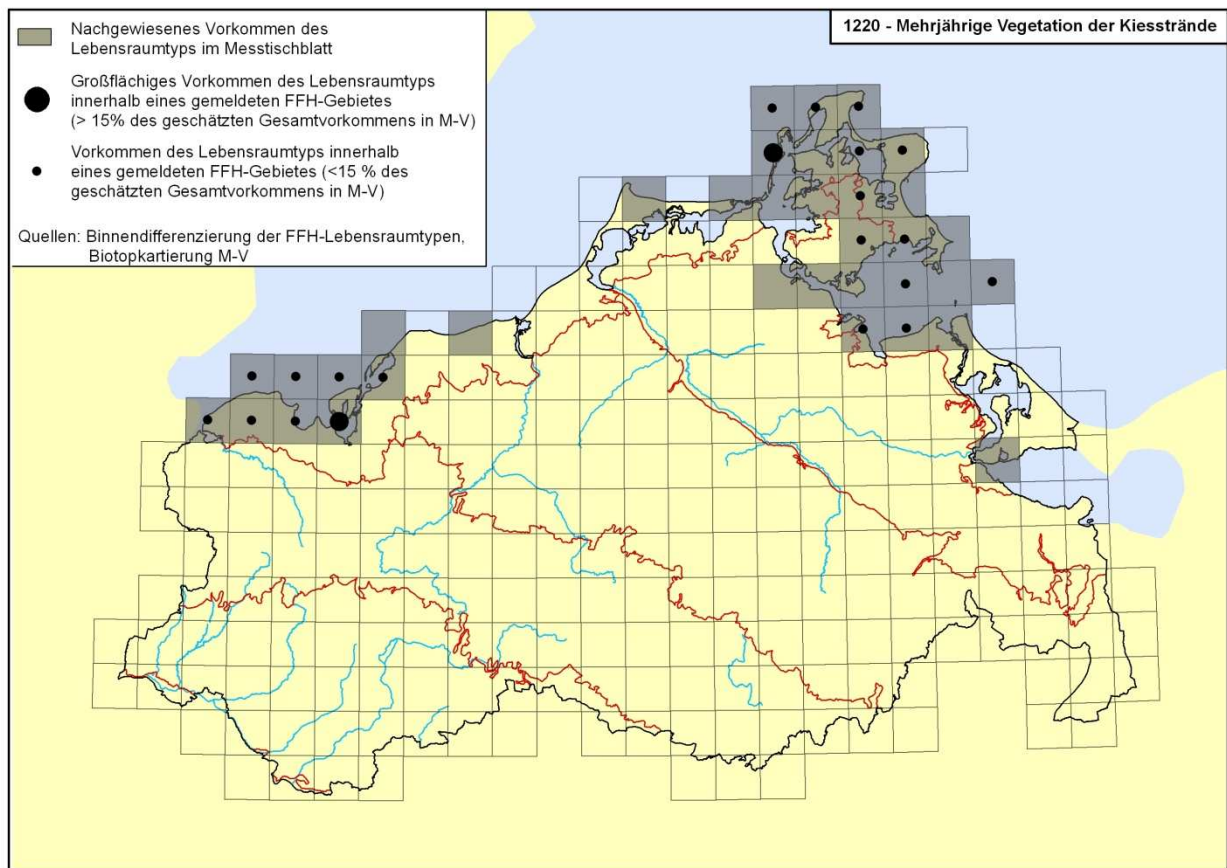 1220 - Mehrjährige Vegetation der Kiesstrände
Nachgewiesenes Vorkommen des
Lebensraumtyps im Messtischblatt
Großflächiges Vorkommen des Lebensraumtyps
innerhalb eines gemeldeten FFH-Gebietes
(> 15% des geschätzten Gesamtvorkommens in M-V)
Vorkommen des Lebensraumtyps innerhalb
eines gemeldeten FFH-Gebietes (<15 % des
geschätzten Gesamtvorkommens in M-V)
Quellen: Binnendifferenzierung der FFH-Lebensraumtypen,
Biotopkartierung M-V